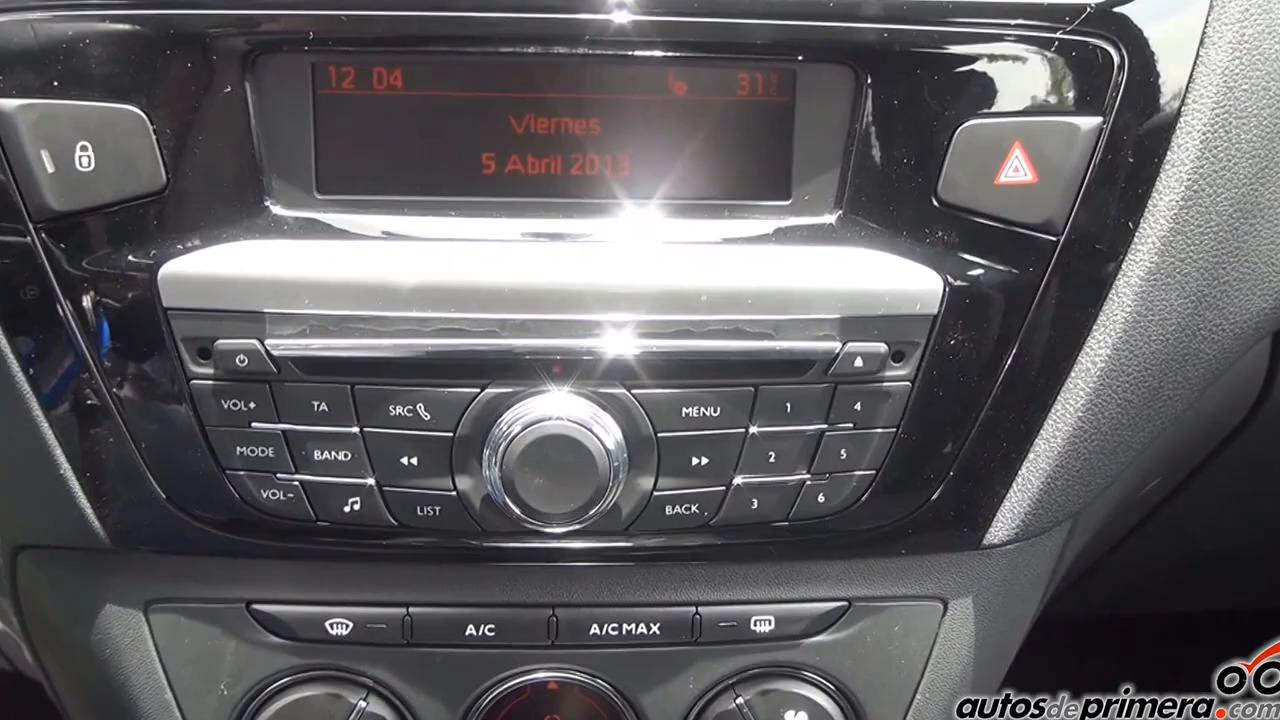 12 04 31°C
Viernes
5 Abril 2013
VOL+ TA SRC MENU 1 4
MODE BAND 2 5
VOL- LIST BACK 3 6
A/C A/C MAX
autosdeprimera.com